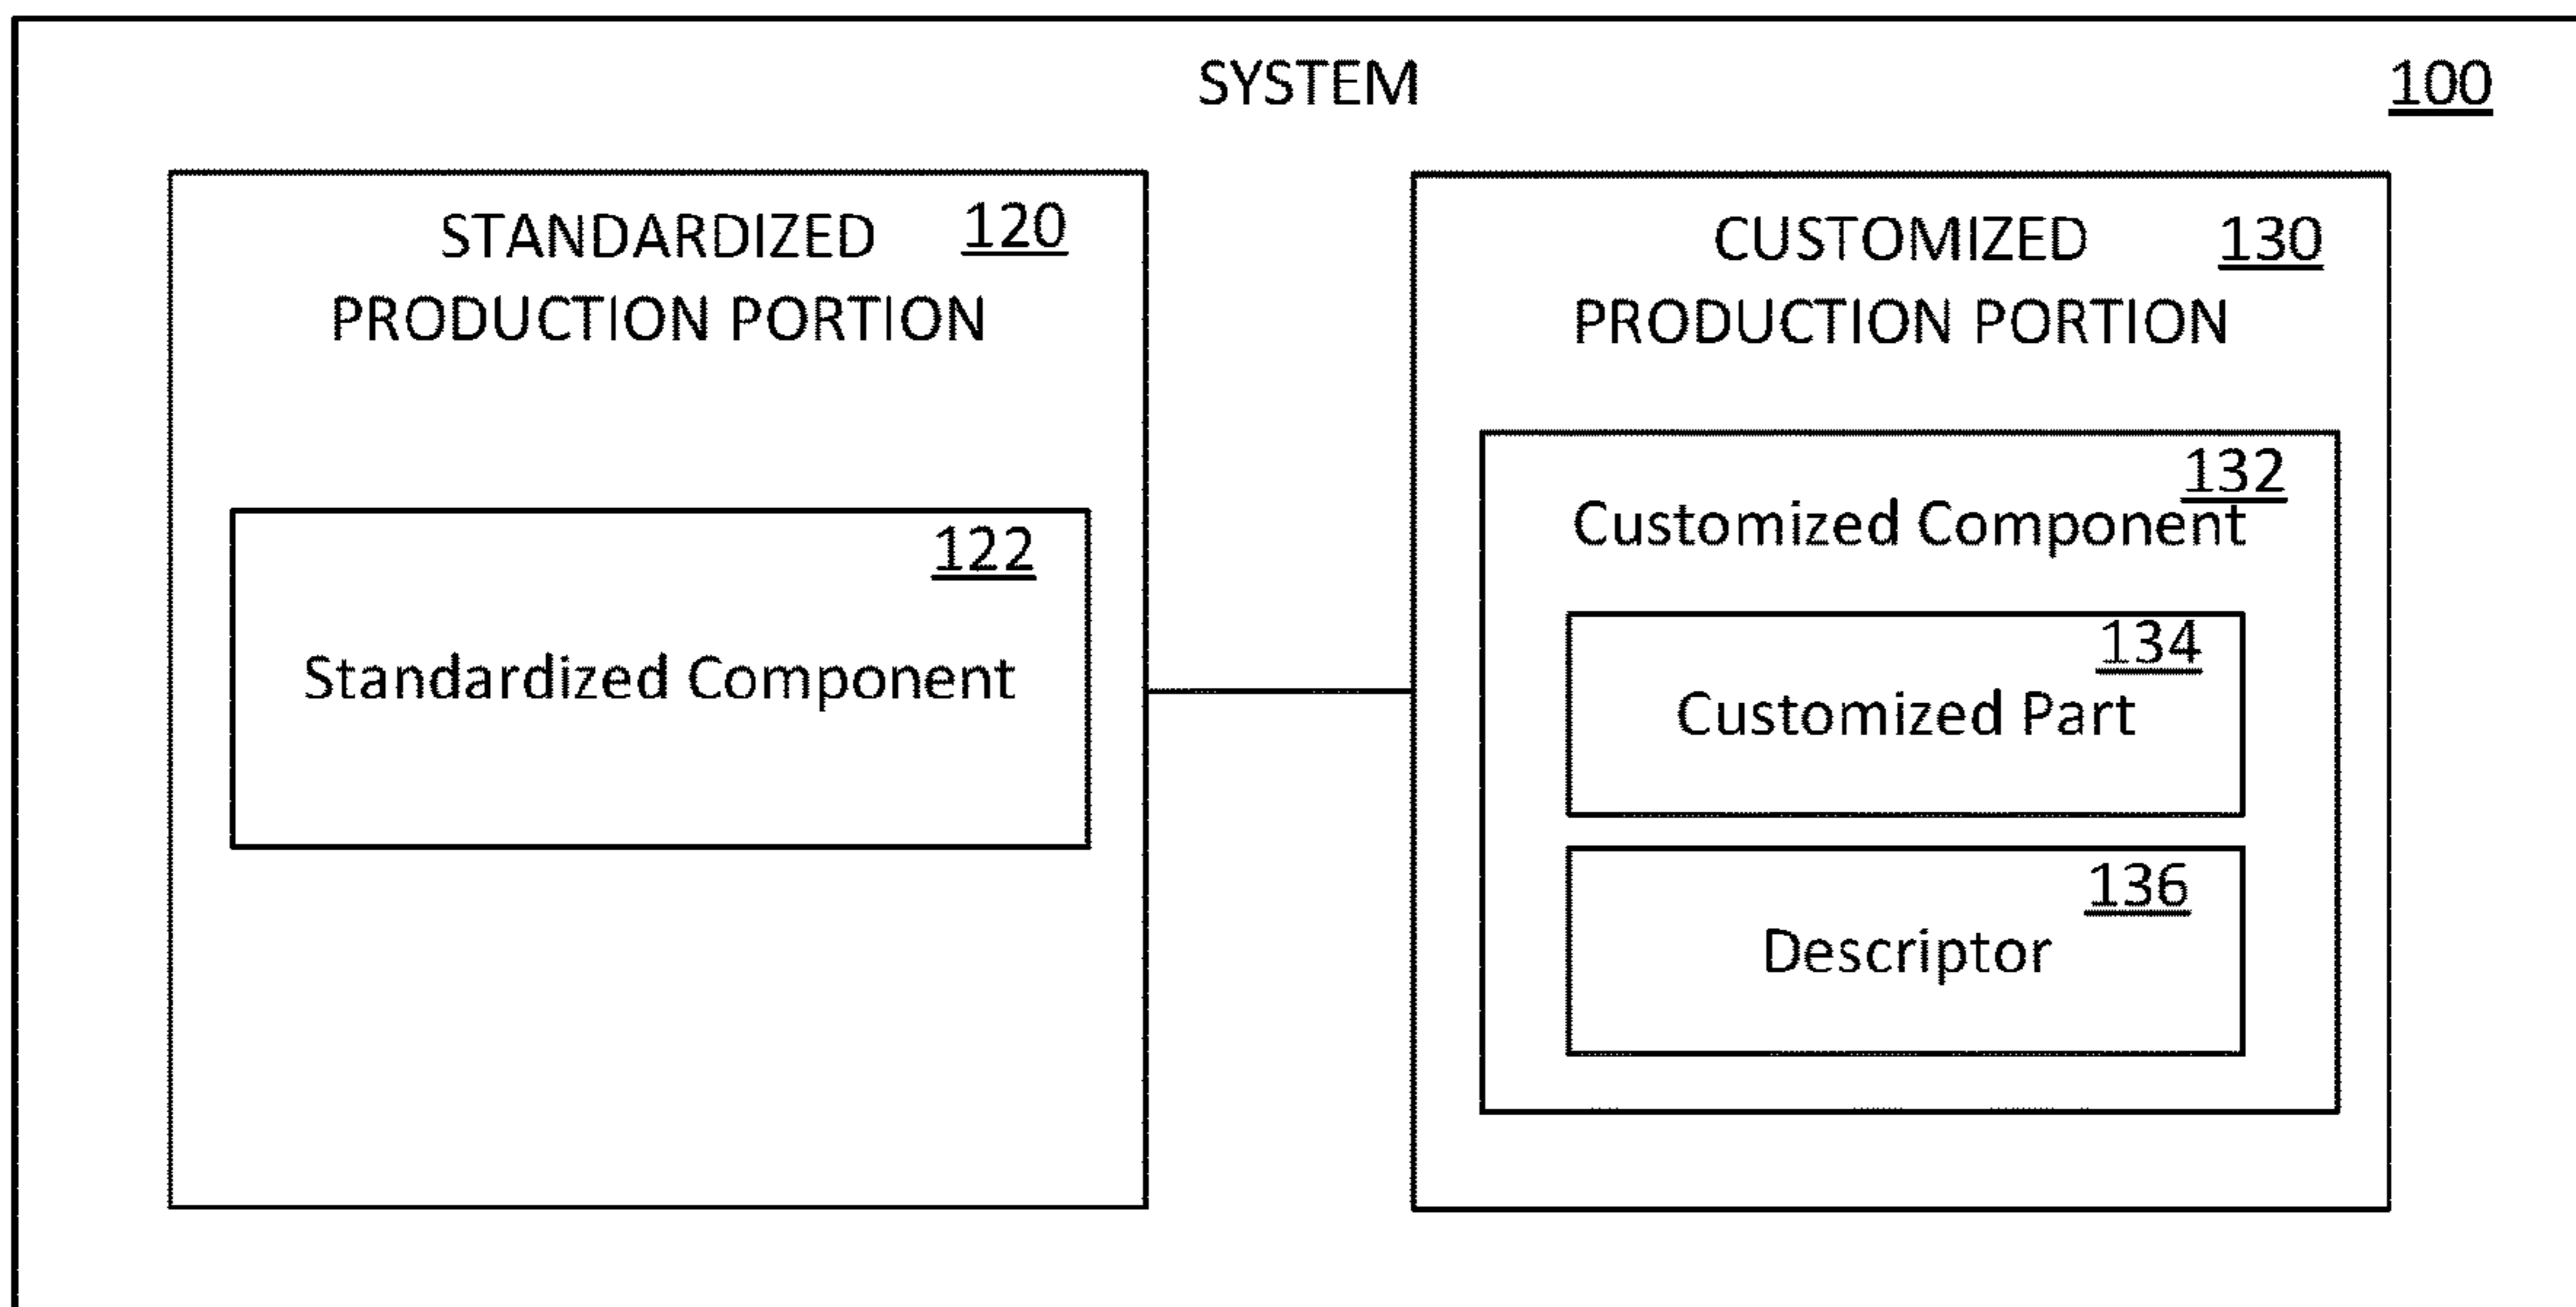 SYSTEM
100
STANDARDIZED 120
PRODUCTION PORTION
122
Standardized Component
CUSTOMIZED 130
PRODUCTION PORTION
132
Customized Component
134
Customized Part
136
Descriptor